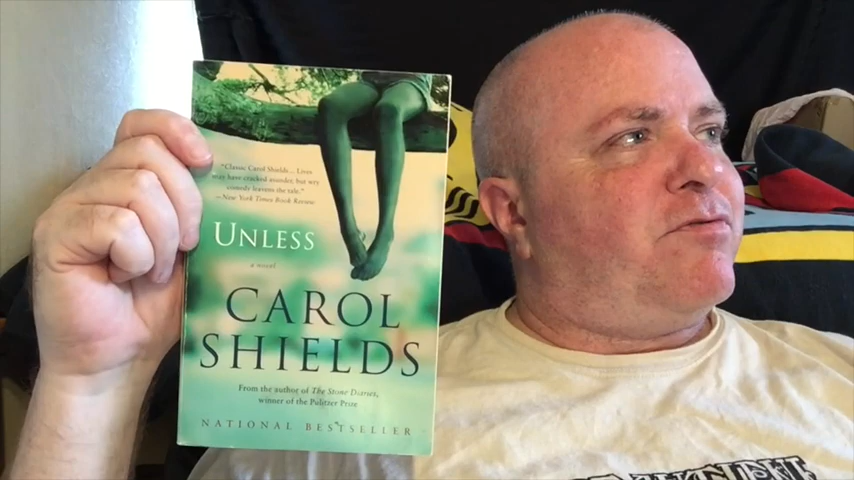 "Classic Carol Shields... Lives
may have cracked asunder, but wry
comedy leavens the tale."
—New York Times Book Review
UNLESS
a novel
CAROL
SHIELDS
From the author of The Stone Diaries,
winner of the Pulitzer Prize
NATIONAL BESTSELLER